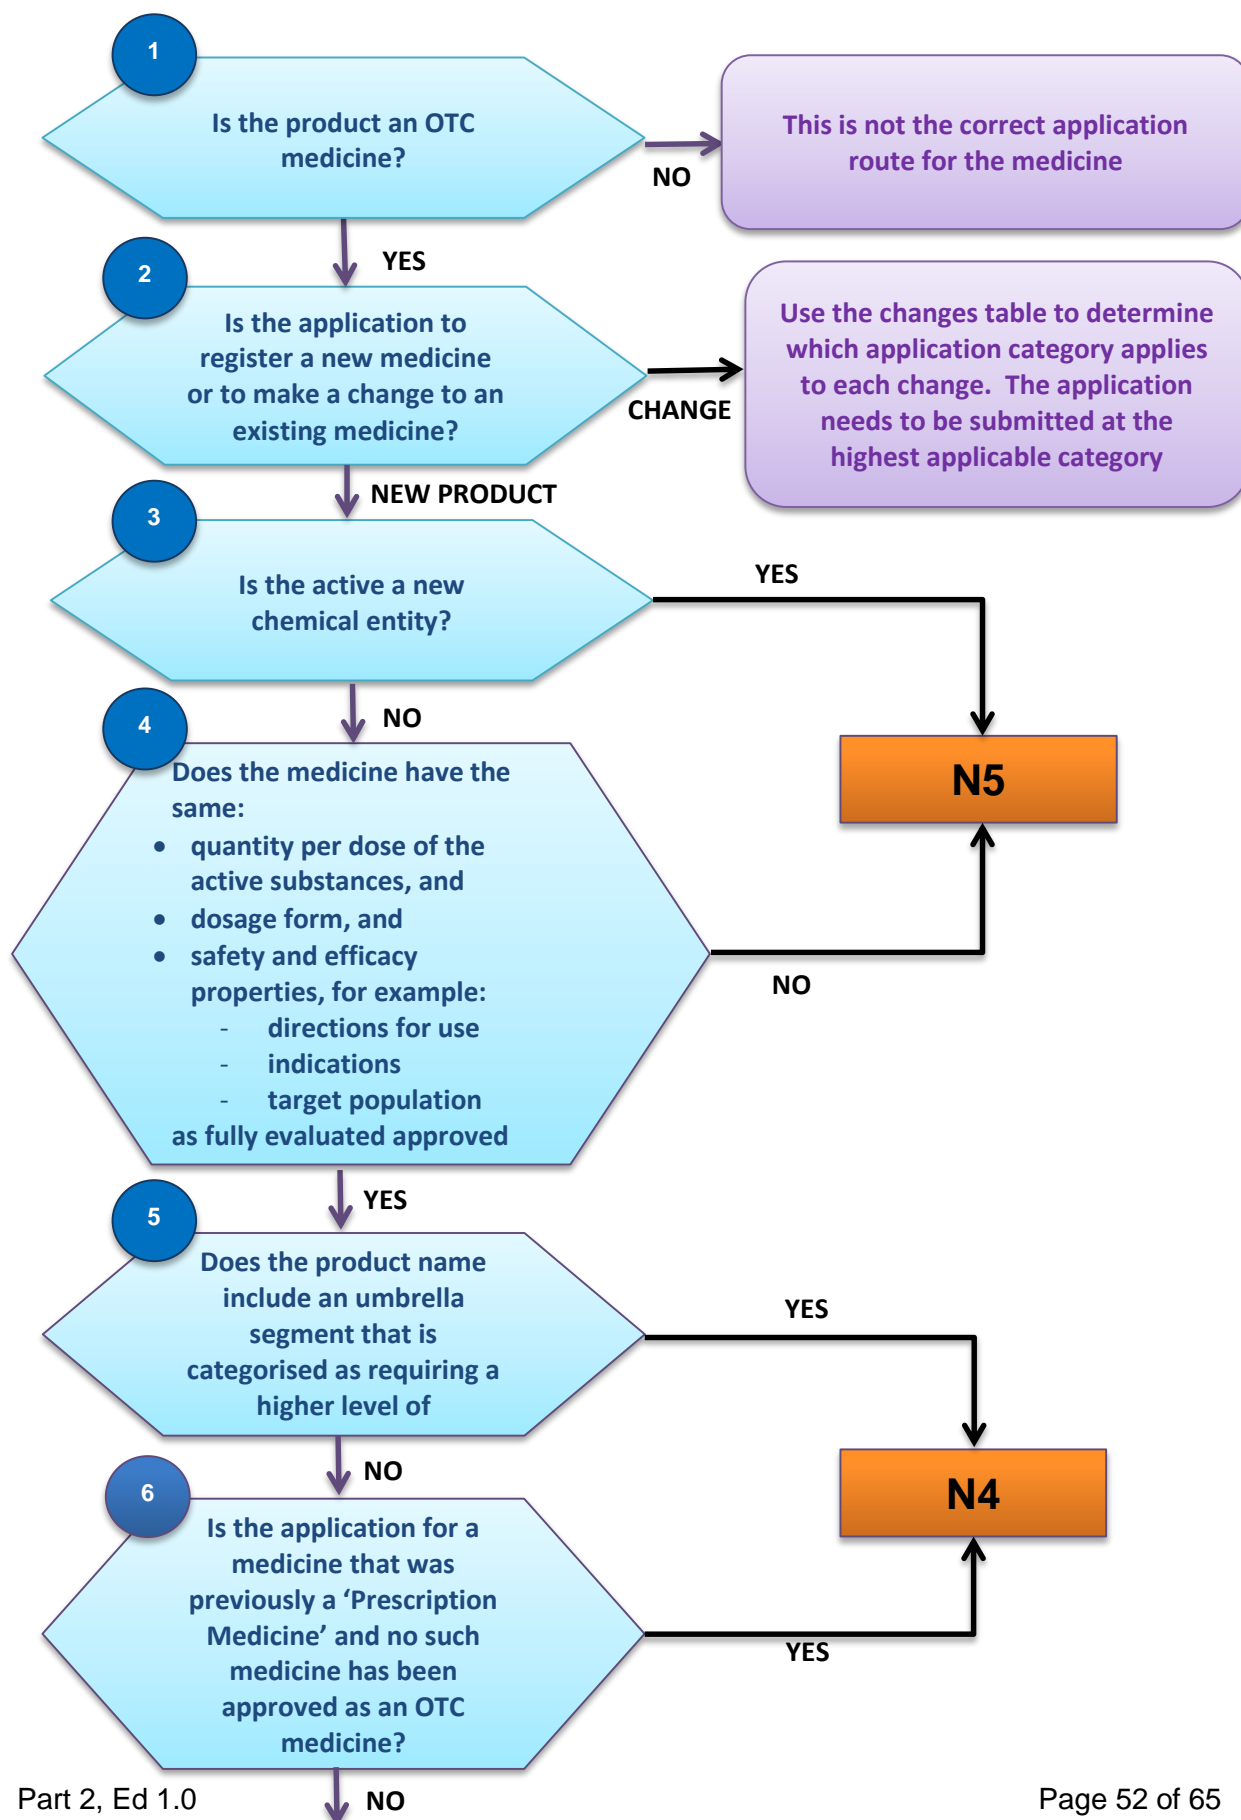 1
Is the product an OTC
medicine?
NO
This is not the correct application
route for the medicine
YES
2
Is the application to
register a new medicine
or to make a change to an
existing medicine?
CHANGE
Use the changes table to determine
which application category applies
to each change.  The application
needs to be submitted at the
highest applicable category
NEW PRODUCT
3
Is the active a new
chemical entity?
YES
NO
N5
4
Does the medicine have the
same:
• quantity per dose of the
active substances, and
• dosage form, and
• safety and efficacy
properties, for example:
- directions for use
- indications
- target population
as fully evaluated approved
NO
YES
5
Does the product name
include an umbrella
segment that is
categorised as requiring a
higher level of
YES
NO
N4
6
Is the application for a
medicine that was
previously a ‘Prescription
Medicine’ and no such
medicine has been
approved as an OTC
medicine?
YES
NO
Part 2, Ed 1.0
Page 52 of 65